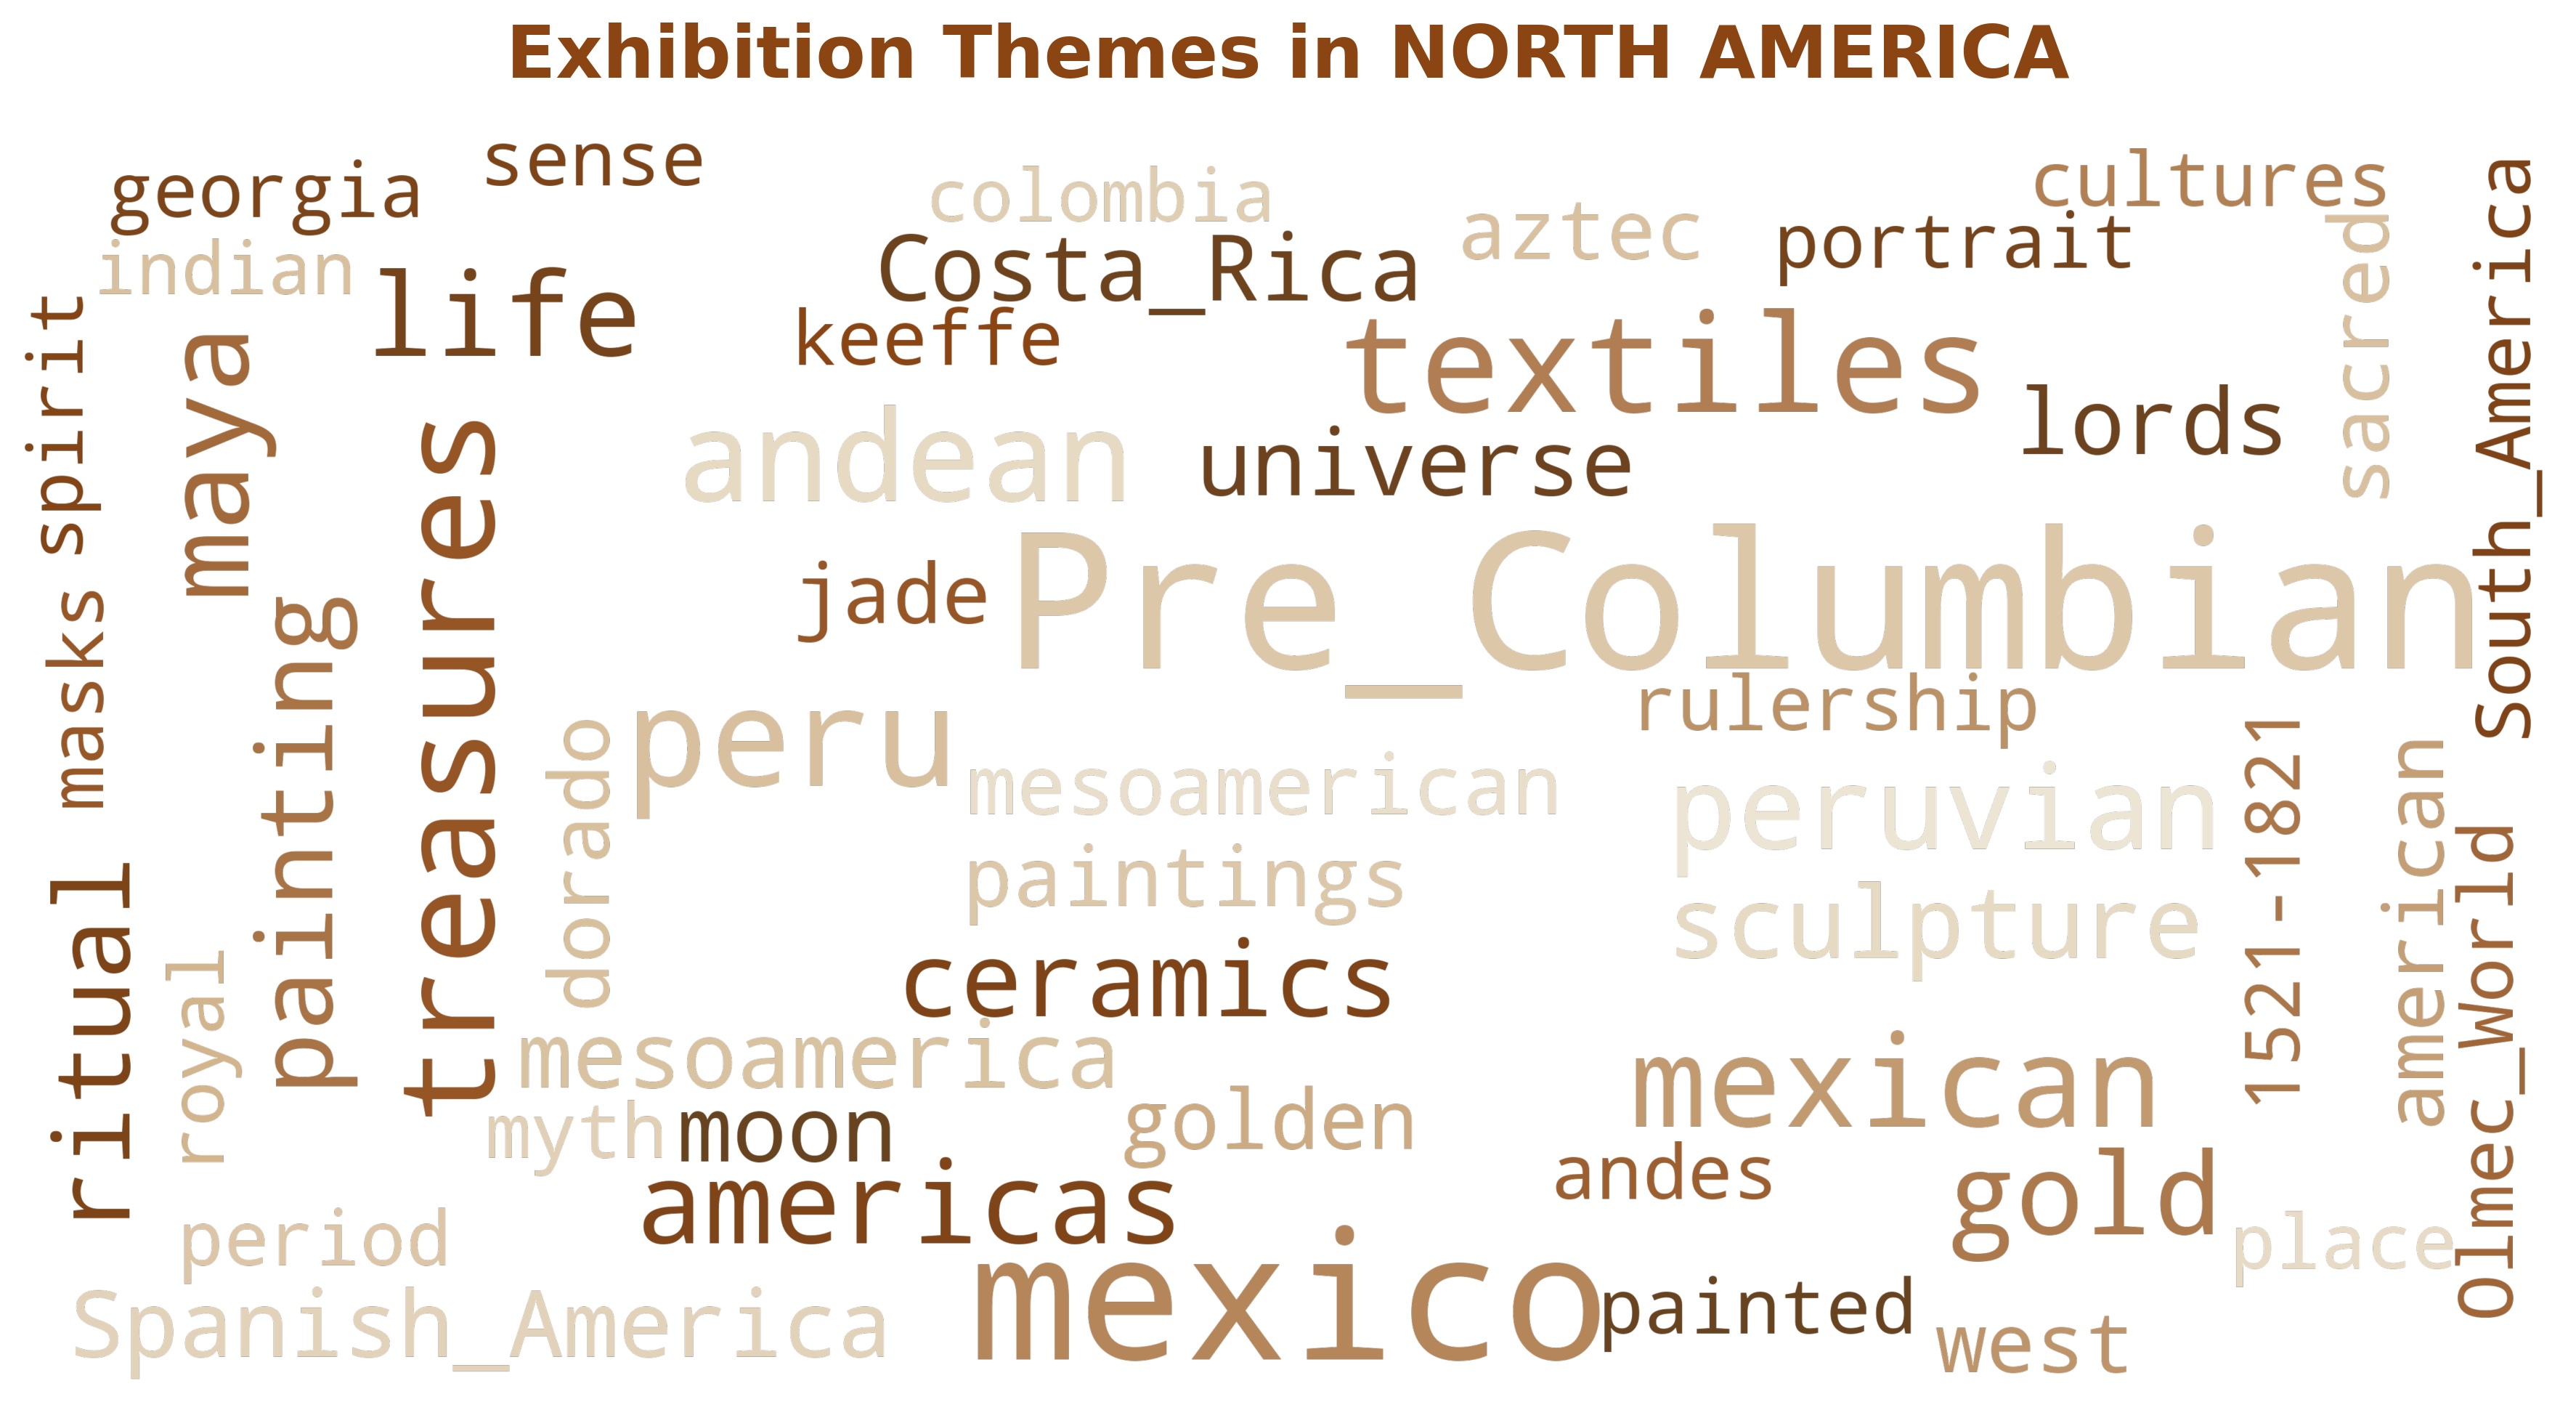 Exhibition Themes in NORTH AMERICA
sense
georgia
colombia
cultures
indian
life
Costa_Rica
aztec
portrait
sacred
South_America
spirit
maya
keeffe
textiles
lords
treasures
andean
universe
masks
painting
jade
Pre_Columbian
dorado
peru
rulership
mesoamerican
peruvian
1521-1821
american
Olmec_World
ritual
paintings
sculpture
royal
ceramics
mesoamerica
mexican
myth
moon
golden
andes
gold
americas
period
place
Spanish_America
mexico
painted
west